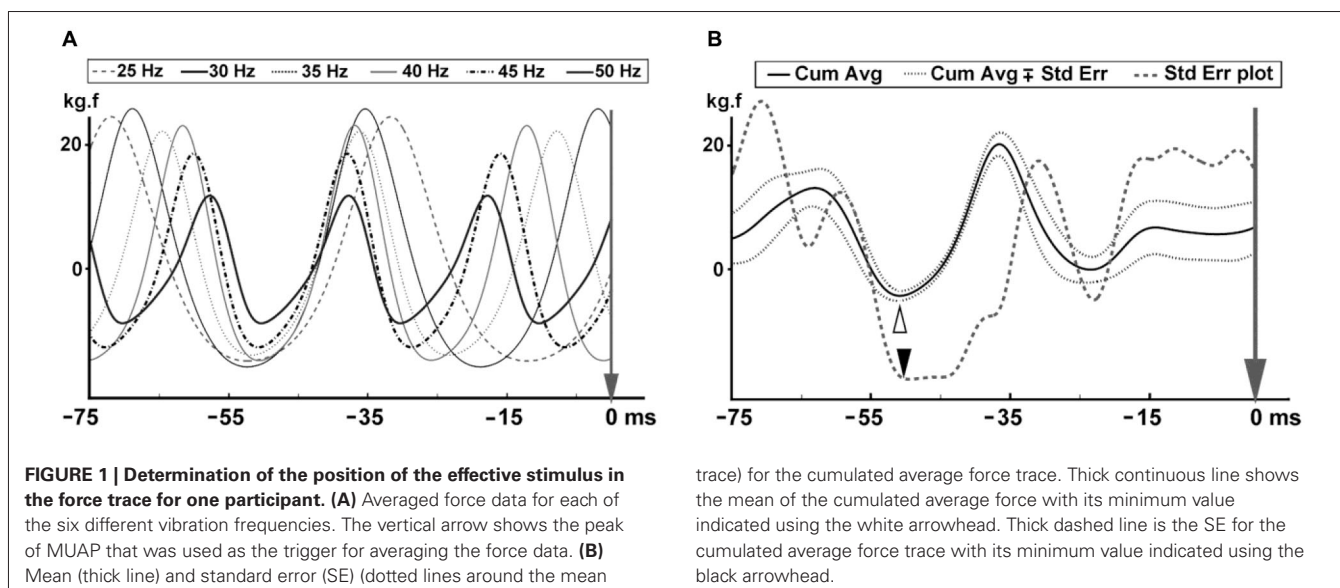 A
25 Hz 30 Hz 35 Hz 40 Hz 45 Hz 50 Hz
kg.f
20
0
−75 −55 −35 −15 0 ms
B
Cum Avg Cum Avg ∓ Std Err Std Err plot
kg.f
20
0
−75 −55 −35 −15 0 ms
FIGURE 1 | Determination of the position of the effective stimulus in
the force trace for one participant. (A) Averaged force data for each of
the six different vibration frequencies. The vertical arrow shows the peak
of MUAP that was used as the trigger for averaging the force data. (B)
Mean (thick line) and standard error (SE) (dotted lines around the mean
trace) for the cumulated average force trace. Thick continuous line shows
the mean of the cumulated average force with its minimum value
indicated using the white arrowhead. Thick dashed line is the SE for the
cumulated average force trace with its minimum value indicated using the
black arrowhead.